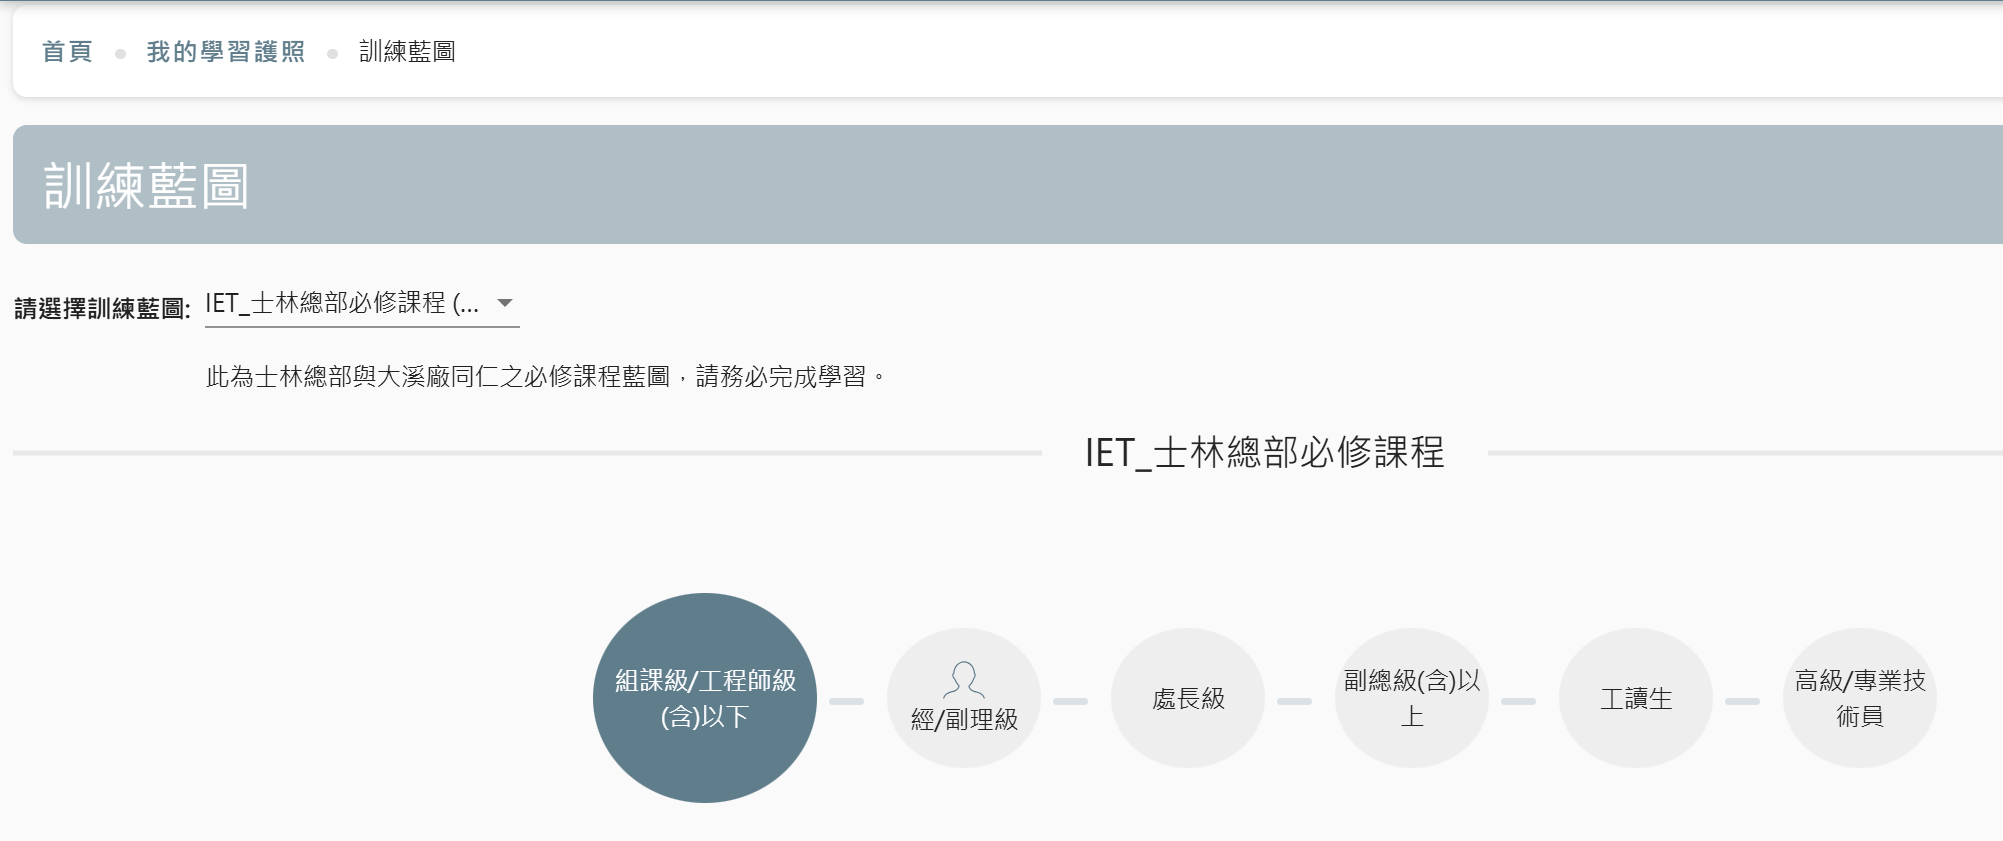 首頁 我的學習護照 訓練藍圖
訓練藍圖
請選擇訓練藍圖: IET_士林總部必修課程 (...
此為士林總部與大溪廠同仁之必修課程藍圖，請務必完成學習。
IET_士林總部必修課程
組課級/工程師級
(含)以下
經/副理級
處長級
副總級(含)以
上
工讀生
高級/專業技
術員